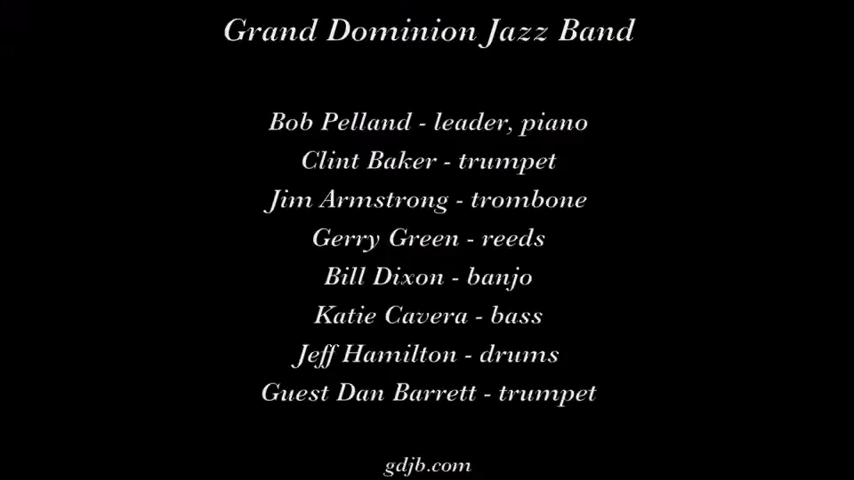 Grand Dominion Jazz Band
Bob Pelland - leader, piano
Clint Baker - trumpet
Jim Armstrong - trombone
Gerry Green - reeds
Bill Dixon - banjo
Katie Cavera - bass
Jeff Hamilton - drums
Guest Dan Barrett - trumpet
gdjb.com